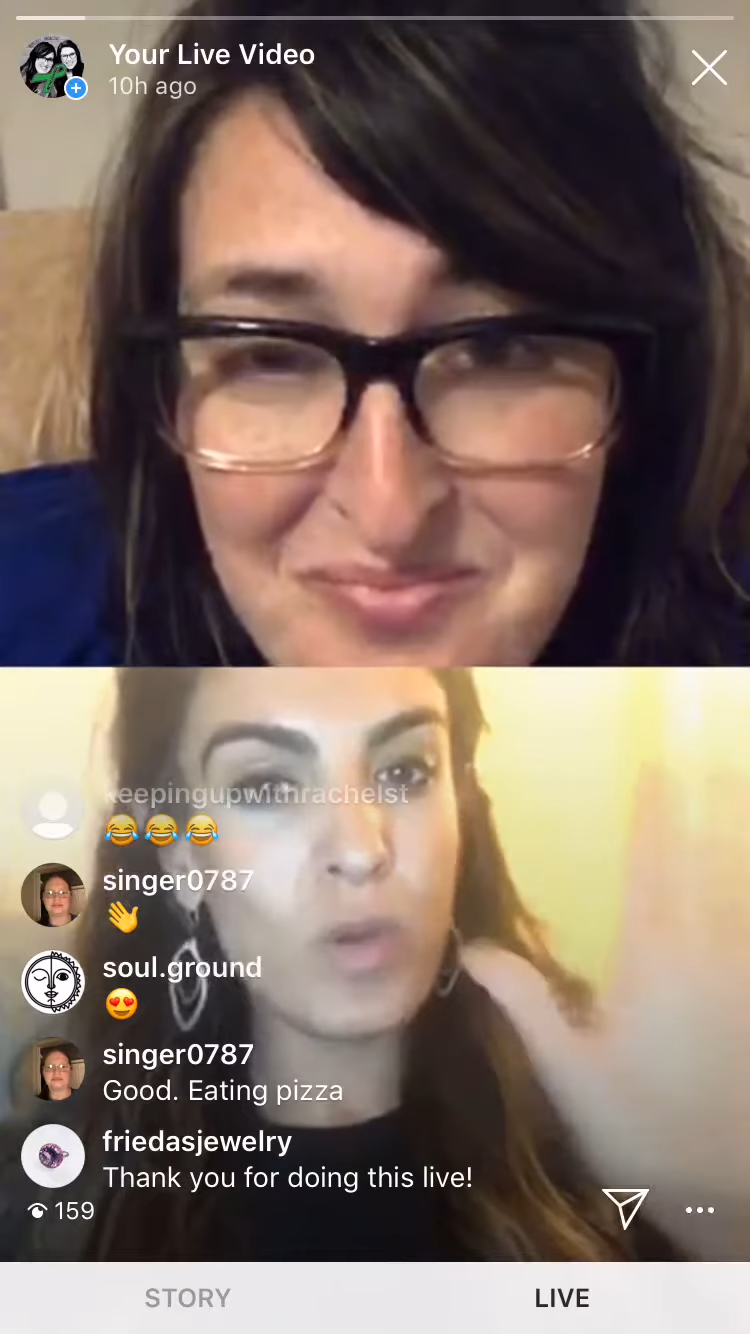 Your Live Video
10h ago
keepingupwithrachelst
😂😂😂
singer0787
👋
soul.ground
😍
singer0787
Good. Eating pizza
friedasjewelry
Thank you for doing this live!
159
STORY LIVE